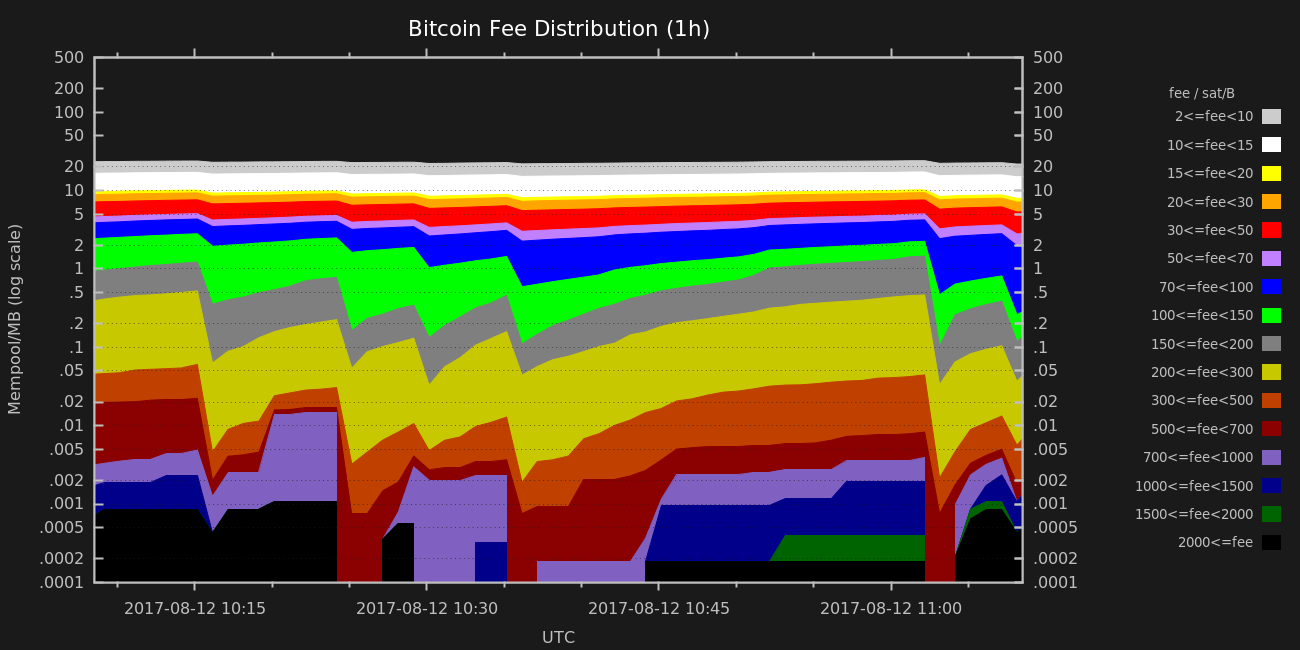 Bitcoin Fee Distribution (1h)
Mempool/MB (log scale)
500
200
100
50
20
10
5
2
1
.5
.2
.1
.05
.02
.01
.005
.002
.001
.0005
.0002
.0001
500
200
100
50
20
10
5
2
1
.5
.2
.1
.05
.02
.01
.005
.002
.001
.0005
.0002
.0001
fee / sat/B
2<=fee<10
10<=fee<15
15<=fee<20
20<=fee<30
30<=fee<50
50<=fee<70
70<=fee<100
100<=fee<150
150<=fee<200
200<=fee<300
300<=fee<500
500<=fee<700
700<=fee<1000
1000<=fee<1500
1500<=fee<2000
2000<=fee
2017-08-12 10:15 2017-08-12 10:30 2017-08-12 10:45 2017-08-12 11:00
UTC